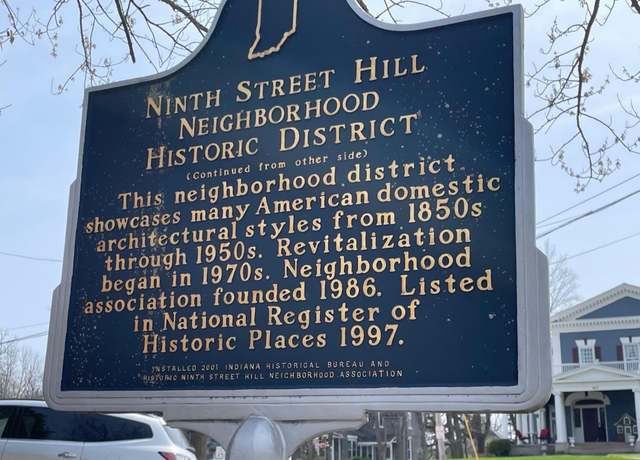 NINTH STREET HILL
NEIGHBORHOOD
HISTORIC DISTRICT
(Continued from other side)
This neighborhood district
showcases many American domestic
architectural styles from 1850s
through 1950s. Revitalization
began in 1970s. Neighborhood
association founded 1986. Listed
in National Register of
Historic Places 1997.
INSTALLED 2001 INDIANA HISTORICAL BUREAU AND
HISTORIC NINTH STREET HILL NEIGHBORHOOD ASSOCIATION